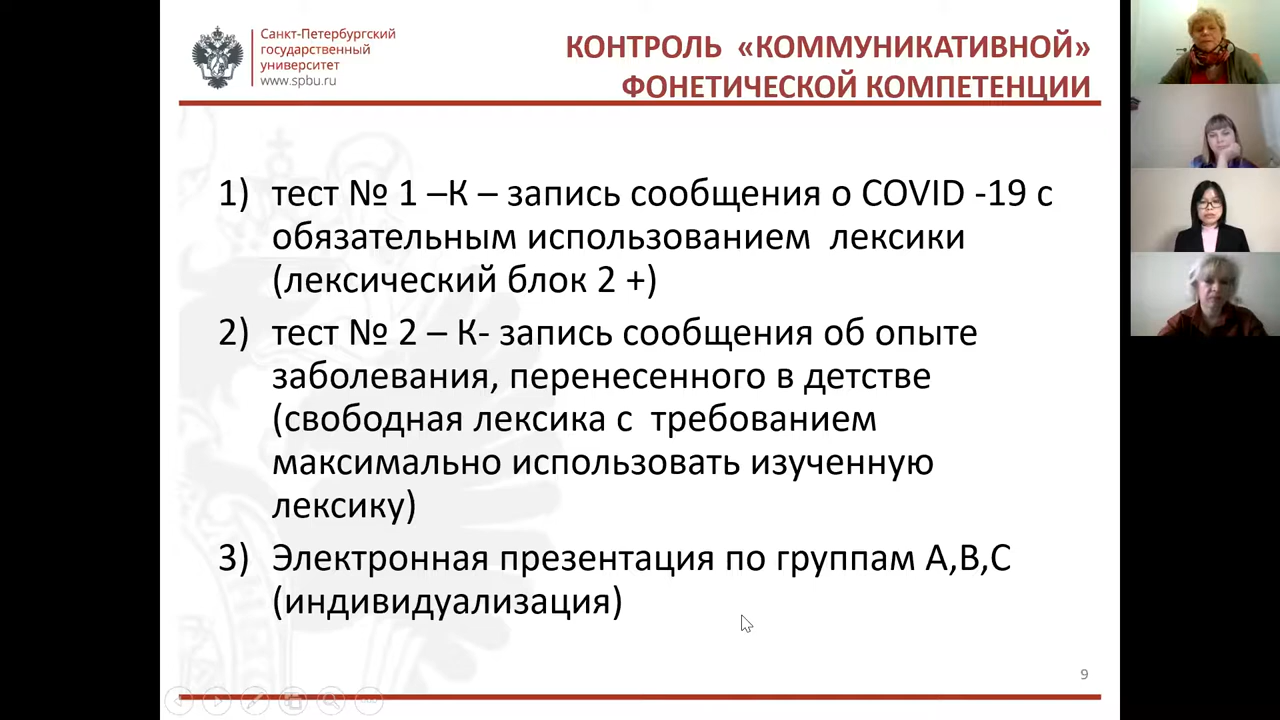 Санкт-Петербургский
государственный
университет
www.spbu.ru
КОНТРОЛЬ «КОММУНИКАТИВНОЙ»
ФОНЕТИЧЕСКОЙ КОМПЕТЕНЦИИ
1) тест № 1 –К – запись сообщения о COVID -19 с
обязательным использованием лексики
(лексический блок 2 +)
2) тест № 2 – К- запись сообщения об опыте
заболевания, перенесенного в детстве
(свободная лексика с требованием
максимально использовать изученную
лексику)
3) Электронная презентация по группам А,В,С
(индивидуализация)
9